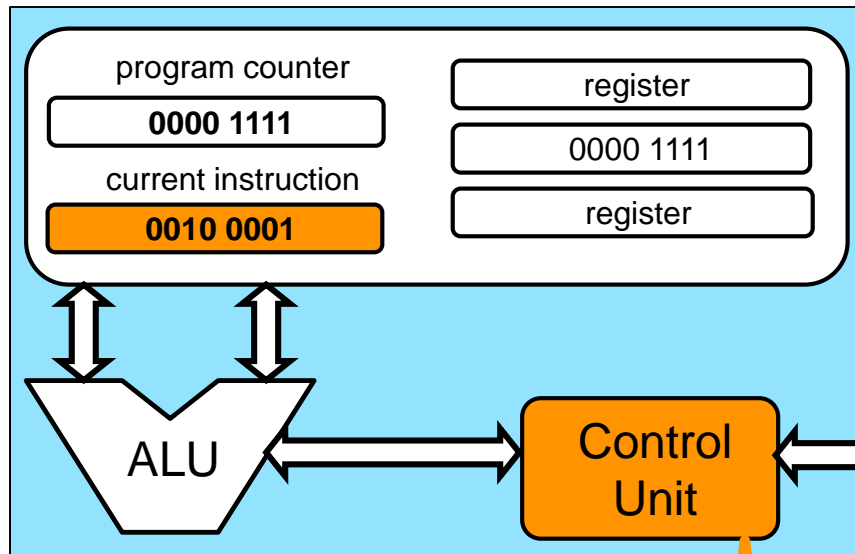 program counter
0000 1111
current instruction
0010 0001
register
0000 1111
register
ALU
Control
Unit